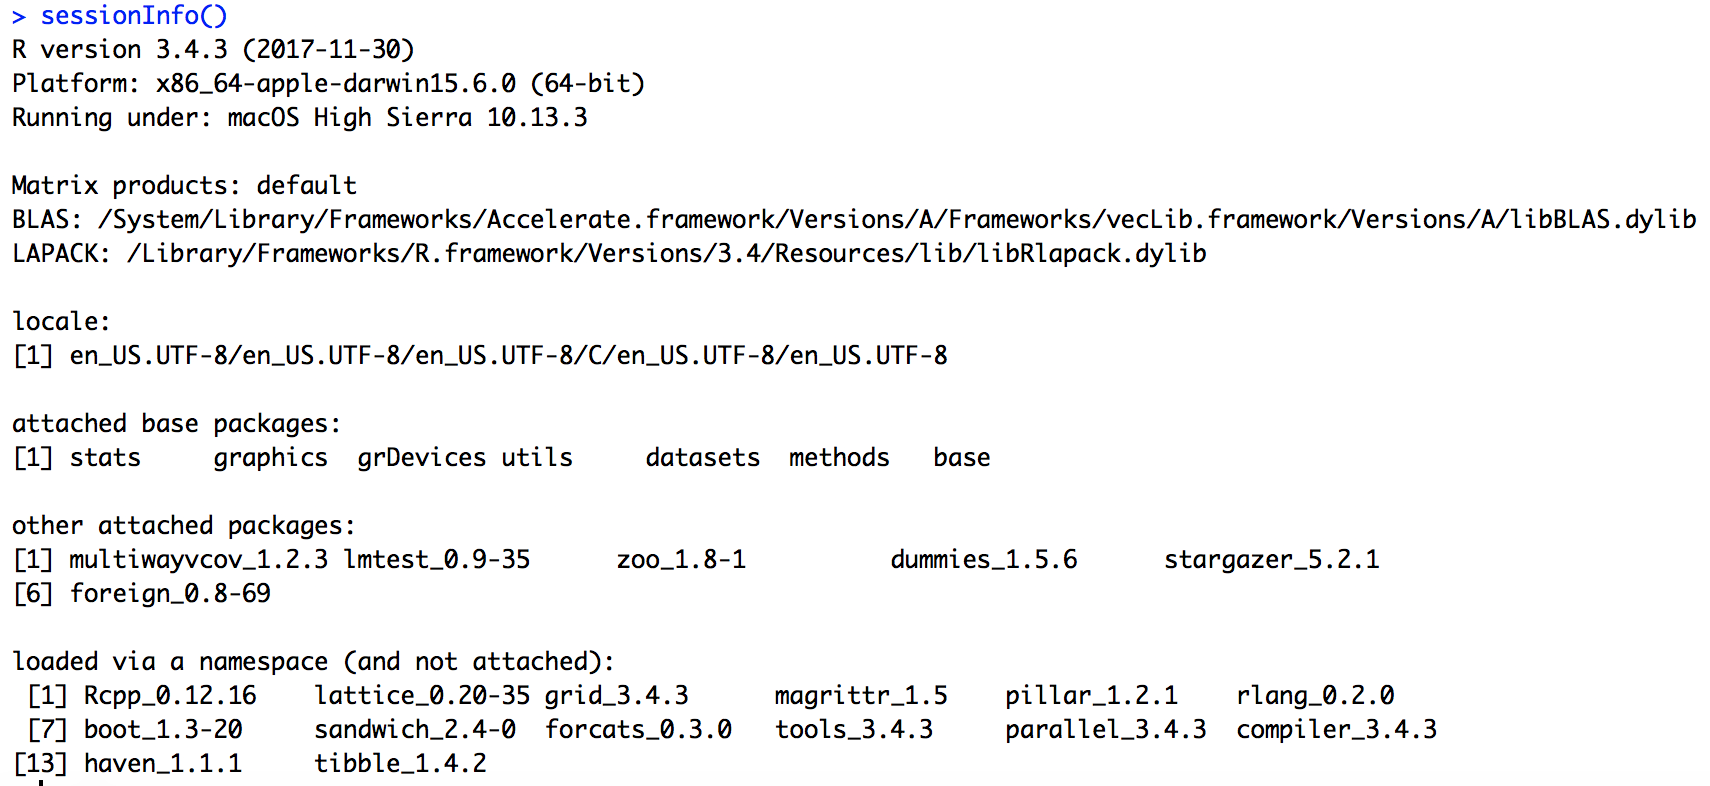 > sessionInfo()
R version 3.4.3 (2017-11-30)
Platform: x86_64-apple-darwin15.6.0 (64-bit)
Running under: macOS High Sierra 10.13.3

Matrix products: default
BLAS: /System/Library/Frameworks/Accelerate.framework/Versions/A/Frameworks/vecLib.framework/Versions/A/libBLAS.dylib
LAPACK: /Library/Frameworks/R.framework/Versions/3.4/Resources/lib/libRlapack.dylib

locale:
[1] en_US.UTF-8/en_US.UTF-8/en_US.UTF-8/C/en_US.UTF-8/en_US.UTF-8

attached base packages:
[1] stats     graphics  grDevices utils     datasets  methods   base

other attached packages:
[1] multiwayvcov_1.2.3 lmtest_0.9-35      zoo_1.8-1          dummies_1.5.6      stargazer_5.2.1
[6] foreign_0.8-69

loaded via a namespace (and not attached):
 [1] Rcpp_0.12.16    lattice_0.20-35 grid_3.4.3      magrittr_1.5    pillar_1.2.1    rlang_0.2.0
 [7] boot_1.3-20     sandwich_2.4-0  forcats_0.3.0   tools_3.4.3     parallel_3.4.3  compiler_3.4.3
[13] haven_1.1.1     tibble_1.4.2